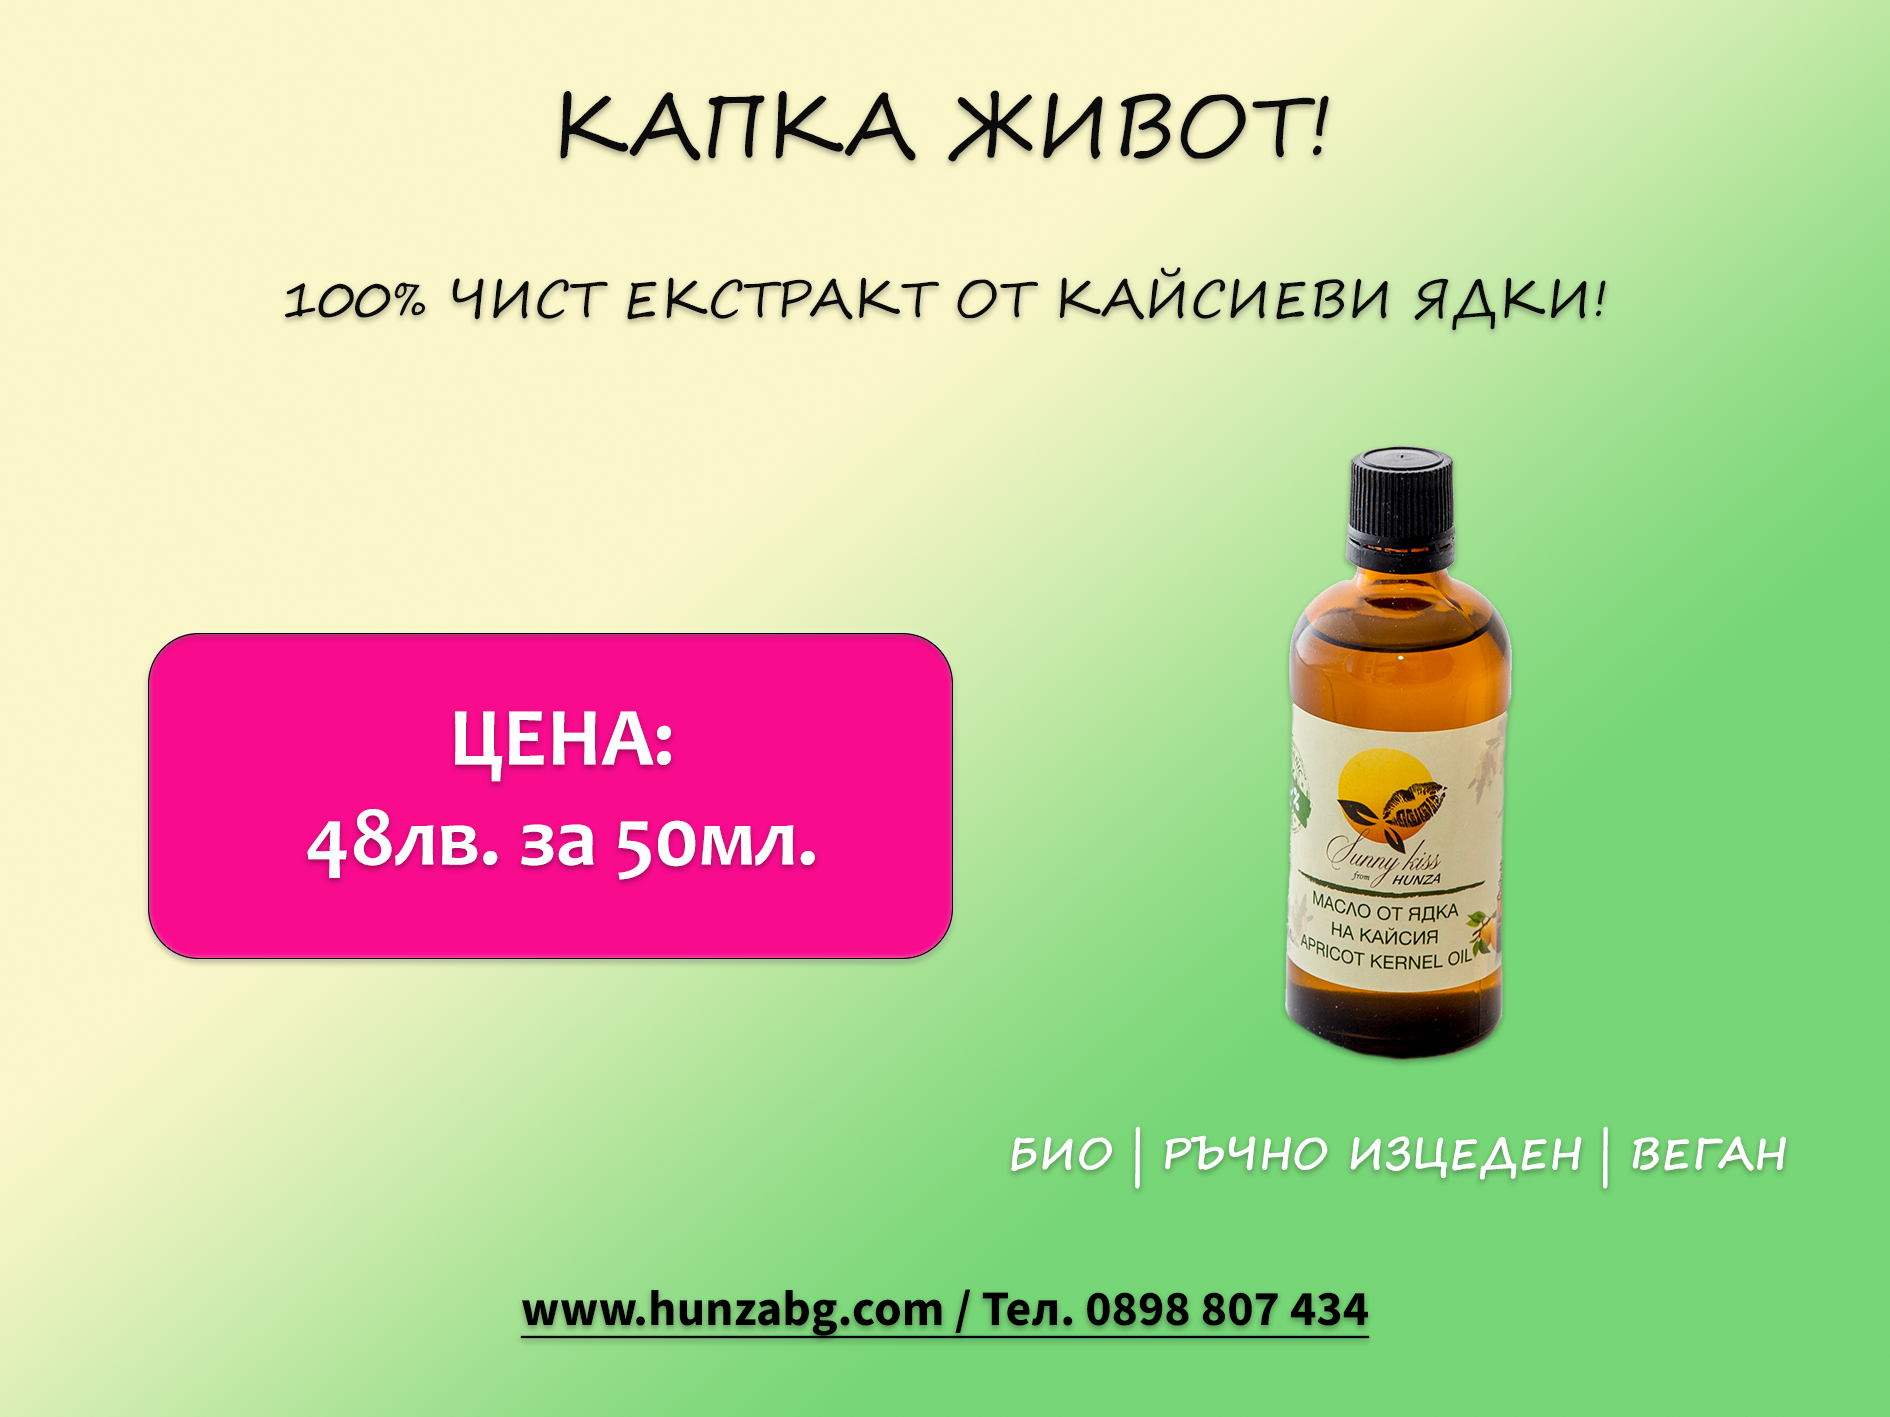 КАПКА ЖИВОТ!
100% ЧИСТ ЕКСТРАКТ ОТ КАЙСИЕВИ ЯДКИ!
ЦЕНА:
48лв. за 50мл.
Sunny kiss
from HUNZA
МАСЛО ОТ ЯДКА
НА КАЙСИЯ
APRICOT KERNEL OIL
БИО | РЪЧНО ИЗЦЕДЕН | ВЕГАН
www.hunzabg.com / Тел. 0898 807 434